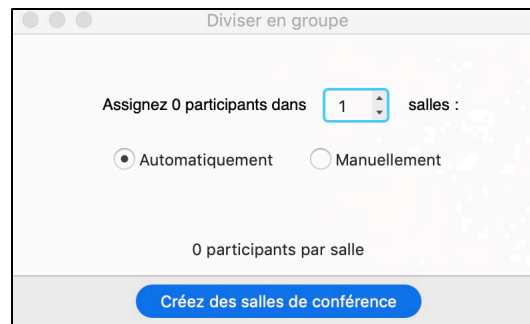 Diviser en groupe
Assignez 0 participants dans 1 salles :
Automatiquement Manuellement
0 participants par salle
Créez des salles de conférence